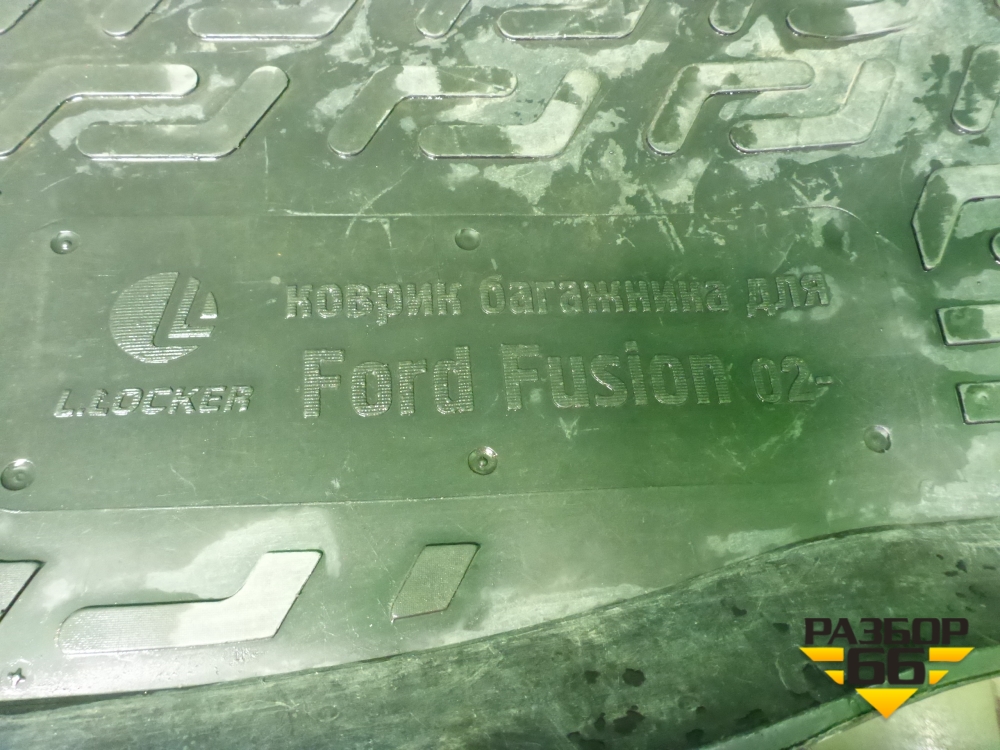 коврик багажника для
Ford Fusion 02-
L.LOCKER
РАЗБОР
66